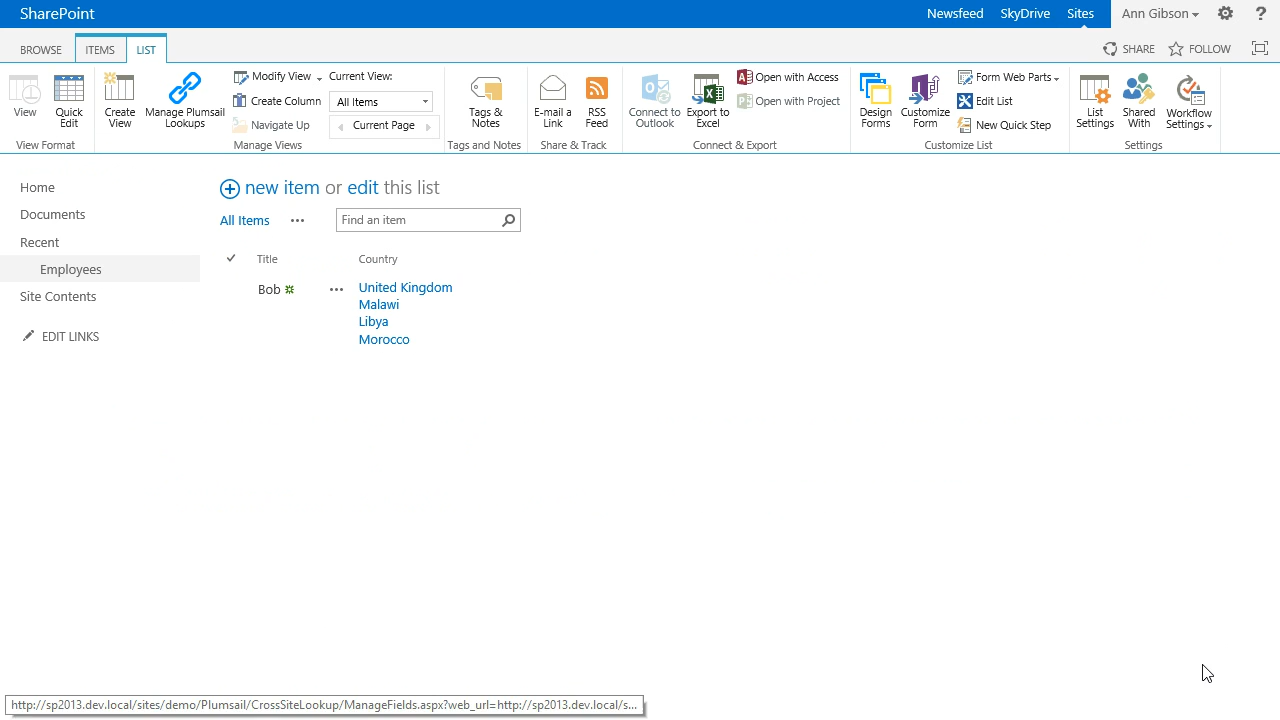 SharePoint
Newsfeed SkyDrive Sites Ann Gibson ?
BROWSE ITEMS LIST SHARE FOLLOW
View
Quick Edit
View Format
Create View
Manage Plumsail Lookups
Modify View
Create Column
Navigate Up
Current View:
All Items
Current Page
Manage Views
Tags & Notes
Tags and Notes
E-mail a Link
RSS Feed
Share & Track
Connect to Outlook
Export to Excel
Open with Access
Open with Project
Connect & Export
Design Forms
Customize Form
Form Web Parts
Edit List
New Quick Step
Customize List
List Settings
Shared With
Workflow Settings
Settings
Home
Documents
Recent
Employees
Site Contents
EDIT LINKS
new item or edit this list
All Items ••• Find an item
Title Country
Bob ••• United Kingdom
Malawi
Libya
Morocco
http://sp2013.dev.local/sites/demo/Plumsail/CrossSiteLookup/ManageFields.aspx?web_url=http://sp2013.dev.local/s...